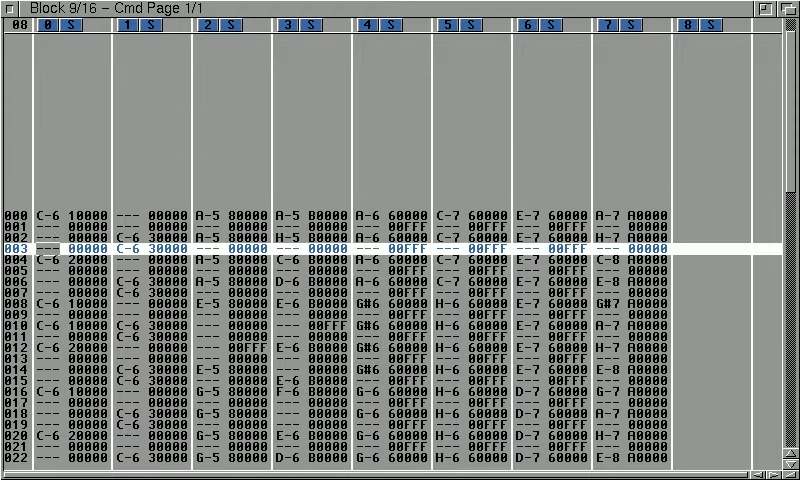 Block 9/16 – Cmd Page 1/1
08 0 S 1 S 2 S 3 S 4 S 5 S 6 S 7 S 8 S
000 C-6 10000 --- 00000 A-5 80000 A-5 B0000 A-6 60000 C-7 60000 E-7 60000 A-7 A0000
001 --- 00000 --- 00000 --- 00000 --- 00000 --- 00FFF --- 00FFF --- 00FFF --- 00000
002 --- 00000 C-6 30000 A-5 80000 H-5 B0000 A-6 60000 C-7 60000 E-7 60000 H-7 A0000
003 --- 00000 C-6 30000 --- 00000 --- 00000 --- 00FFF --- 00FFF --- 00FFF --- 00000
004 C-6 20000 --- 00000 A-5 80000 C-6 B0000 A-6 60000 C-7 60000 E-7 60000 C-8 A0000
005 --- 00000 --- 00000 --- 00000 --- 00000 --- 00FFF --- 00FFF --- 00FFF --- 00000
006 --- 00000 C-6 30000 A-5 80000 D-6 B0000 A-6 60000 C-7 60000 E-7 60000 E-8 A0000
007 --- 00000 C-6 30000 --- 00000 --- 00000 --- 00FFF --- 00FFF --- 00FFF --- 00000
008 C-6 10000 --- 00000 E-5 80000 E-6 B0000 G#6 60000 H-6 60000 E-7 60000 G#7 A0000
009 --- 00000 --- 00000 --- 00000 --- 00000 --- 00FFF --- 00FFF --- 00FFF --- 00000
010 C-6 10000 C-6 30000 --- 00000 --- 00FFF G#6 60000 H-6 60000 E-7 60000 A-7 A0000
011 --- 00000 C-6 30000 --- 00000 --- 00000 --- 00FFF --- 00FFF --- 00FFF --- 00000
012 C-6 20000 --- 00000 --- 00FFF E-6 B0000 G#6 60000 H-6 60000 E-7 60000 H-7 A0000
013 --- 00000 --- 00000 --- 00000 --- 00000 --- 00FFF --- 00FFF --- 00FFF --- 00000
014 --- 00000 C-6 30000 E-5 80000 --- 00000 G#6 60000 H-6 60000 E-7 60000 E-8 A0000
015 --- 00000 C-6 30000 --- 00000 E-6 B0000 --- 00FFF --- 00FFF --- 00FFF --- 00000
016 C-6 10000 --- 00000 G-5 80000 --- 00000 G-6 60000 H-6 60000 D-7 60000 G-7 A0000
017 --- 00000 --- 00000 --- 00000 --- 00000 --- 00FFF --- 00FFF --- 00FFF --- 00000
018 --- 00000 C-6 30000 G-5 80000 --- 00000 G-6 60000 H-6 60000 D-7 60000 A-7 A0000
019 --- 00000 C-6 30000 --- 00000 --- 00000 --- 00FFF --- 00FFF --- 00FFF --- 00000
020 C-6 20000 --- 00000 G-5 80000 E-6 B0000 G-6 60000 H-6 60000 D-7 60000 H-7 A0000
021 --- 00000 --- 00000 --- 00000 --- 00000 --- 00FFF --- 00FFF --- 00FFF --- 00000
022 --- 00000 C-6 30000 G-5 80000 D-6 B0000 G-6 60000 H-6 60000 D-7 60000 E-8 A0000